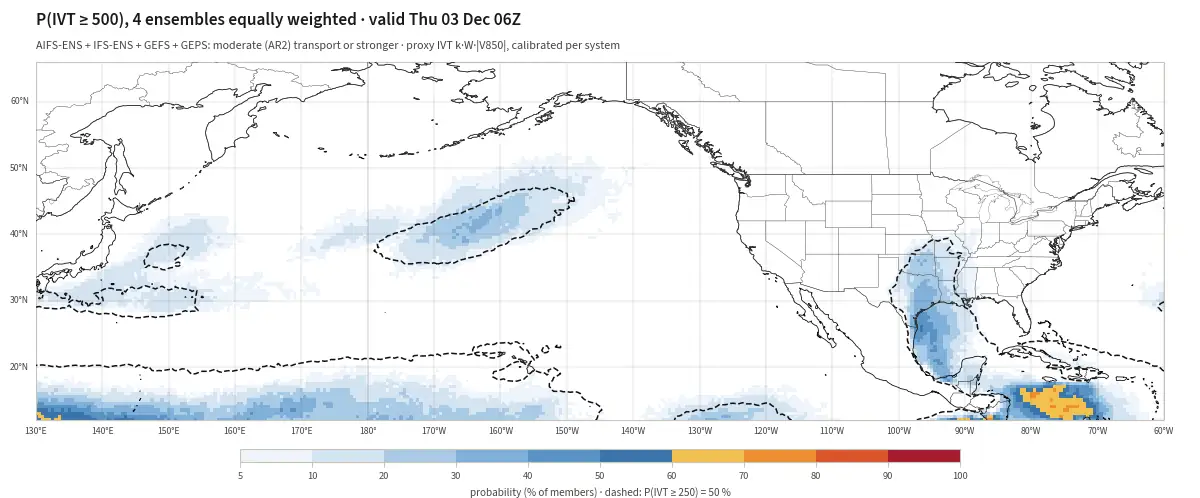 P(IVT ≥ 500), 4 ensembles equally weighted · valid Thu 03 Dec 06Z
AIFS-ENS + IFS-ENS + GEFS + GEPS: moderate (AR2) transport or stronger · proxy IVT k·W·|V850|, calibrated per system
60°N
50°N
40°N
30°N
20°N
130°E 140°E 150°E 160°E 170°E 180° 170°W 160°W 150°W 140°W 130°W 120°W 110°W 100°W 90°W 80°W 70°W 60°W
5 10 20 30 40 50 60 70 80 90 100
probability (% of members) · dashed: P(IVT ≥ 250) = 50 %